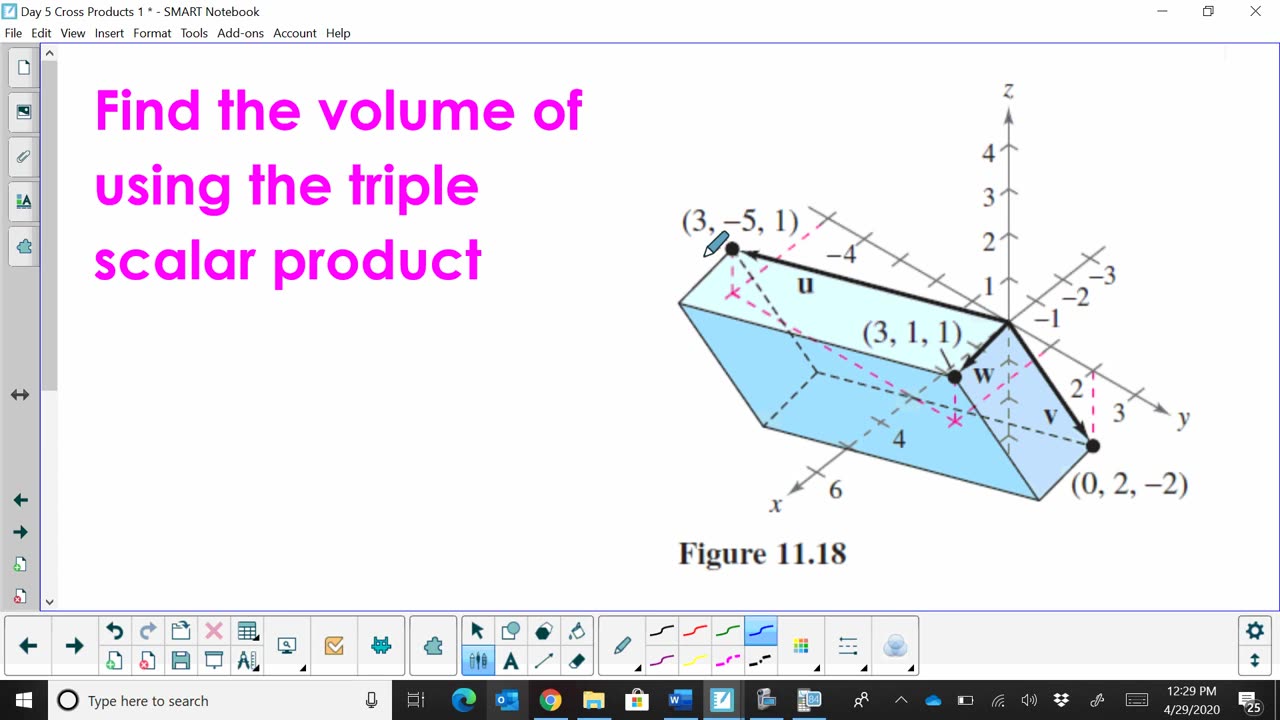 Day 5 Cross Products 1 * - SMART Notebook
File Edit View Insert Format Tools Add-ons Account Help
Find the volume of
using the triple
scalar product
z
4
3
2
1
(3, −5, 1)
−4
u
−3
−2
−1
(3, 1, 1)
w
v
2
3
y
4
6
x
(0, 2, −2)
Figure 11.18
Type here to search
12:29 PM
4/29/2020
25